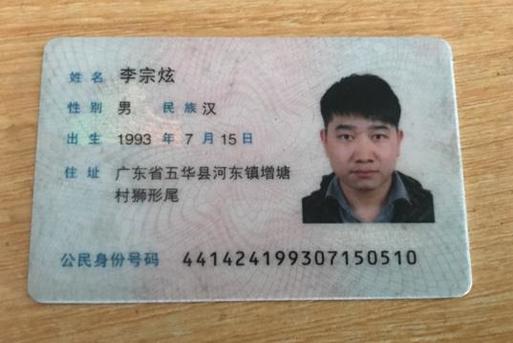 姓名 李宗炫
性别 男 民族 汉
出生 1993 年 7 月 15 日
住址 广东省五华县河东镇增塘
村狮形尾
公民身份号码 441424199307150510